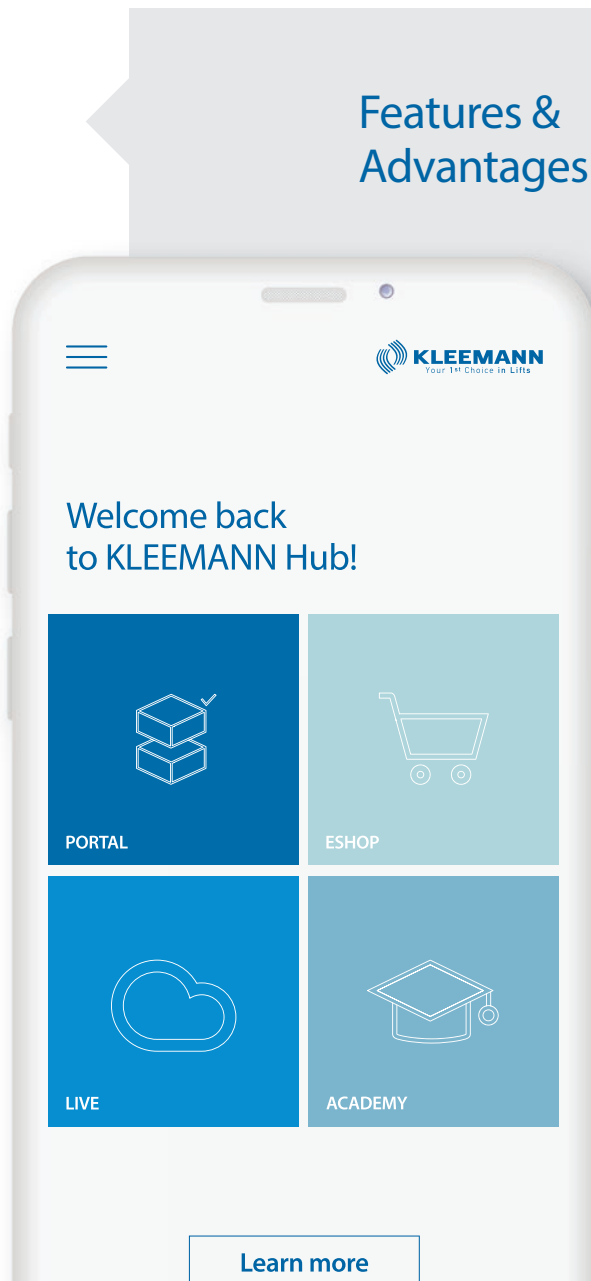 Features &
Advantages
KLEEMANN
Your 1st Choice in Lifts
Welcome back
to KLEEMANN Hub!
PORTAL
ESHOP
LIVE
ACADEMY
Learn more